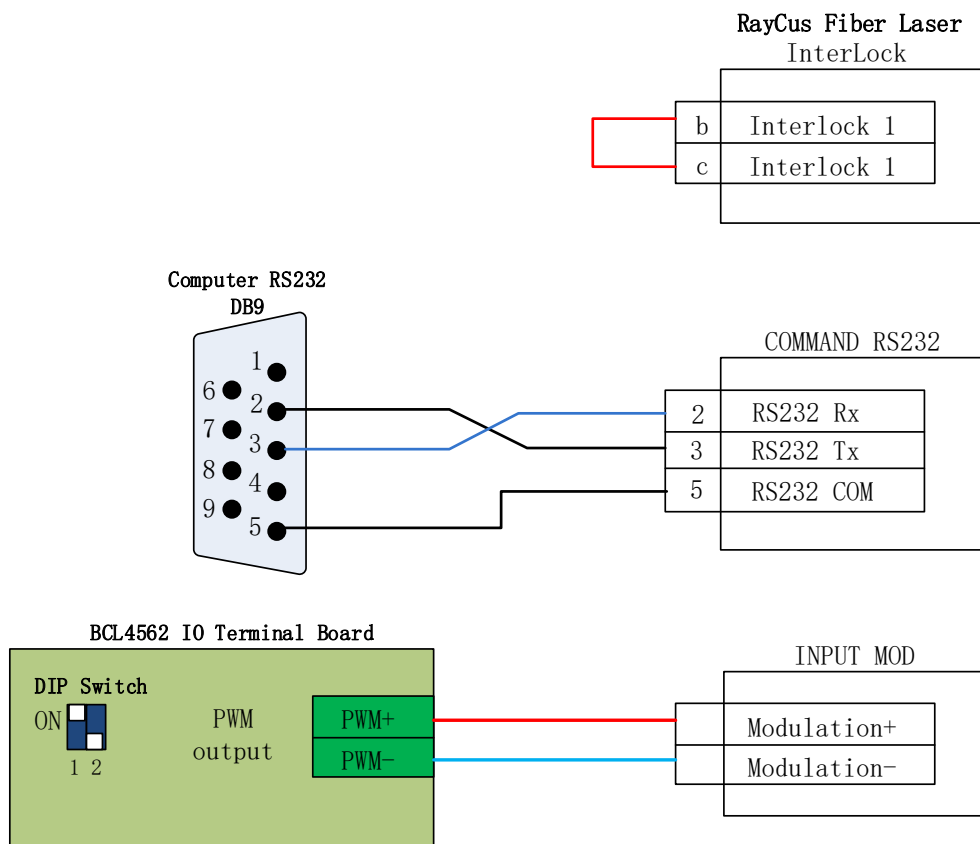 RayCus Fiber Laser
InterLock
b Interlock 1
c Interlock 1
Computer RS232
DB9
1
6
2
7
3
8
4
9
5
COMMAND RS232
2 RS232 Rx
3 RS232 Tx
5 RS232 COM
BCL4562 IO Terminal Board
DIP Switch
ON
1 2
PWM
output
PWM+
PWM-
INPUT MOD
Modulation+
Modulation-